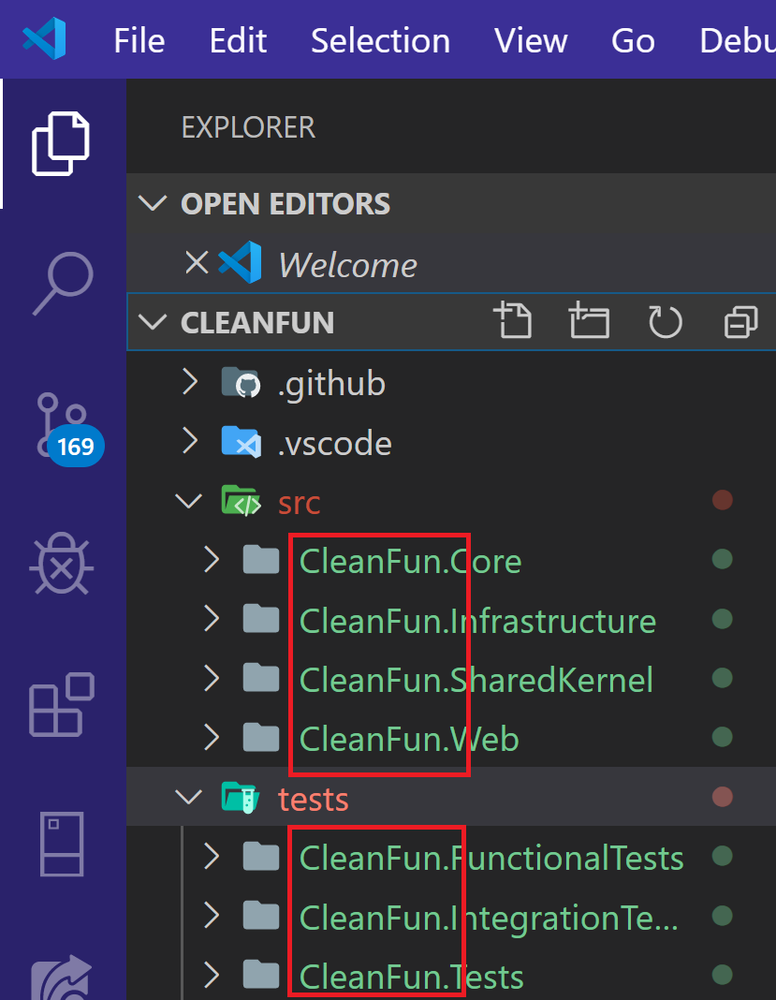 File Edit Selection View Go Debu
EXPLORER
OPEN EDITORS
Welcome
CLEANFUN
.github
.vscode
169
src
CleanFun.Core
CleanFun.Infrastructure
CleanFun.SharedKernel
CleanFun.Web
tests
CleanFun.FunctionalTests
CleanFun.IntegrationTe...
CleanFun.Tests